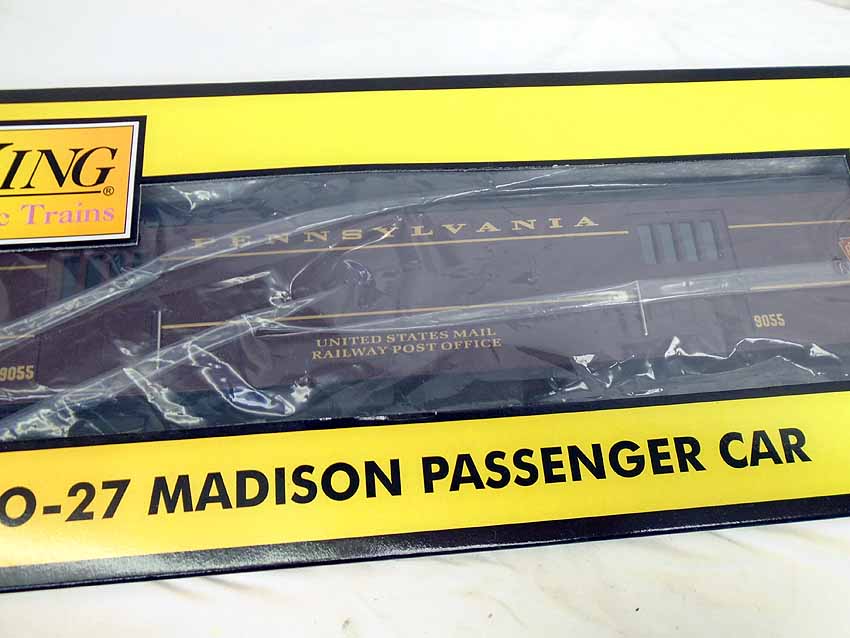 KING®
c Trains
PENNSYLVANIA
UNITED STATES MAIL
RAILWAY POST OFFICE
9055
9055
O-27 MADISON PASSENGER CAR